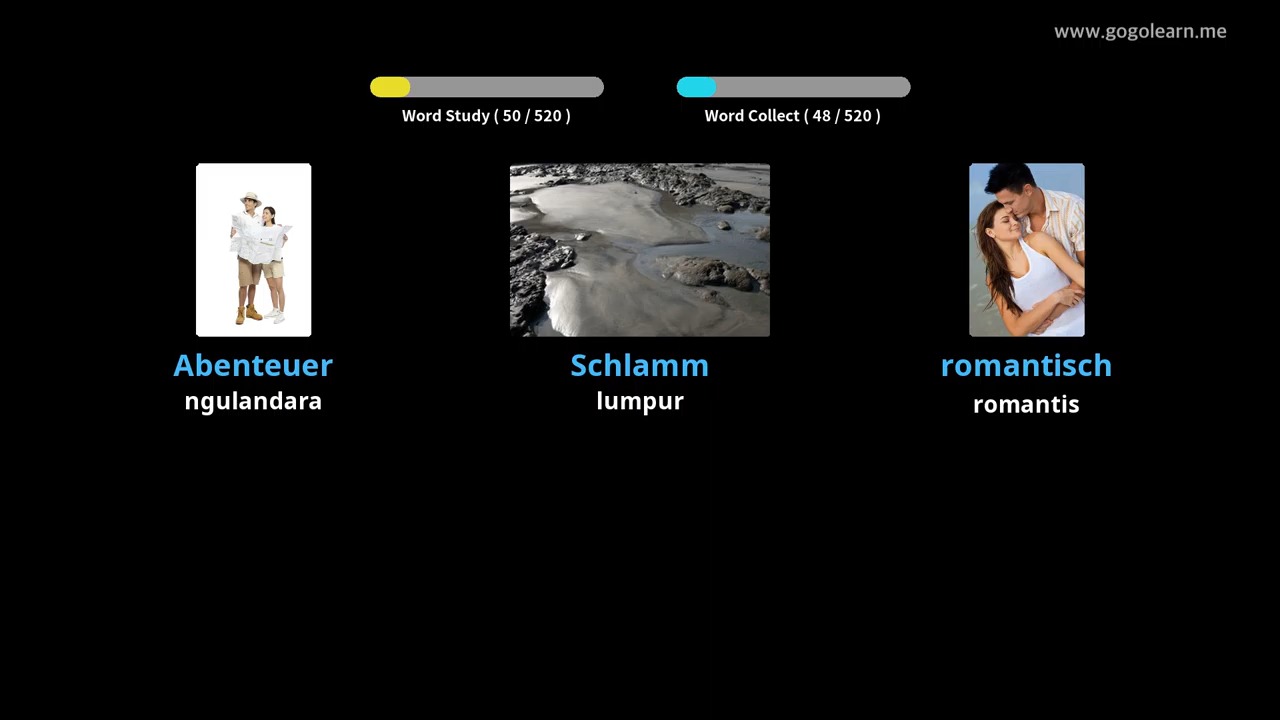 www.gogolearn.me
Word Study ( 50 / 520 )
Word Collect ( 48 / 520 )
Abenteuer
ngulandara
Schlamm
lumpur
romantisch
romantis